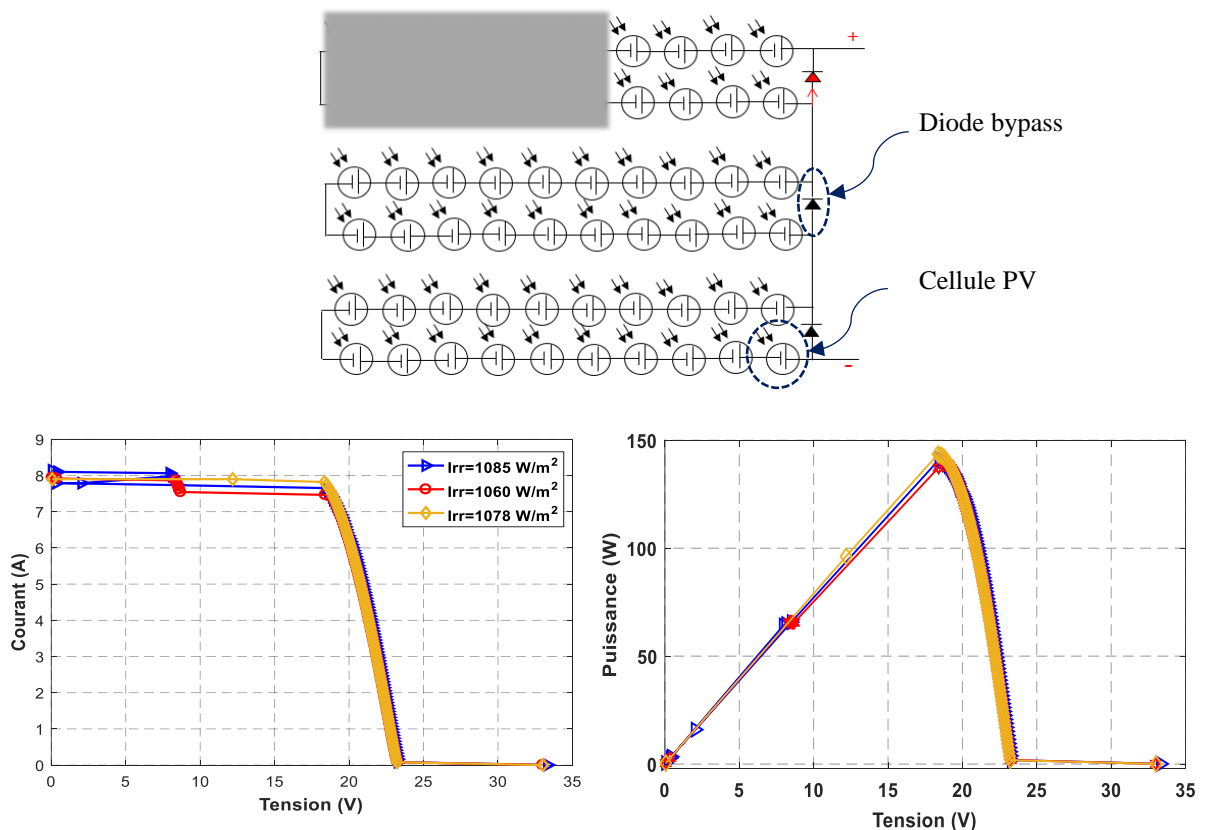 +
Diode bypass
Cellule PV
-
9
8
7
6
5
4
3
2
1
0
Courant (A)
0 5 10 15 20 25 30 35
Tension (V)
Irr=1085 W/m²
Irr=1060 W/m²
Irr=1078 W/m²
150
100
50
0
Puissance (W)
0 5 10 15 20 25 30 35
Tension (V)